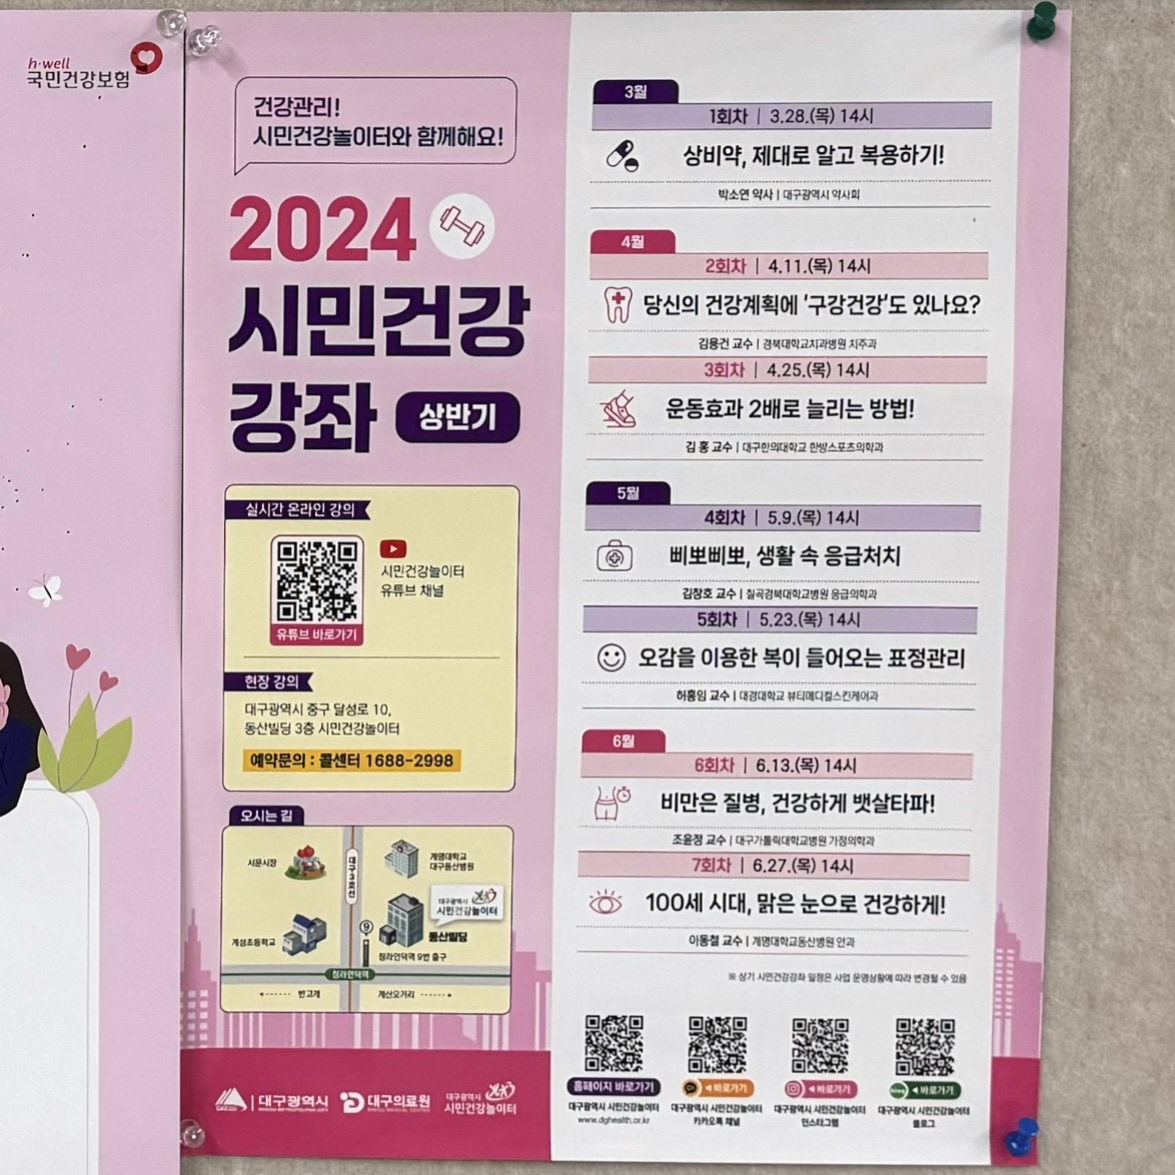 h·well
국민건강보험
건강관리!
시민건강놀이터와 함께해요!
2024
시민건강
강좌 상반기
실시간 온라인 강의
시민건강놀이터
유튜브 채널
유튜브 바로가기
현장 강의
대구광역시 중구 달성로 10,
동산빌딩 3층 시민건강놀이터
예약문의 : 콜센터 1688-2998
오시는 길
서문시장
대구3호선
계명대학교
대구동산병원
대구광역시
시민건강놀이터
계성초등학교
9
동산빌딩
청라언덕역 9번 출구
청라언덕역
반고개
계산오거리
DAEGU 대구광역시
DAEGU METROPOLITAN CITY
대구의료원
DAEGU MEDICAL CENTER
대구광역시
시민건강놀이터
3월
1회차 | 3.28.(목) 14시
상비약, 제대로 알고 복용하기!
박소연 약사 | 대구광역시 약사회
4월
2회차 | 4.11.(목) 14시
당신의 건강계획에 '구강건강'도 있나요?
김용건 교수 | 경북대학교치과병원 치주과
3회차 | 4.25.(목) 14시
운동효과 2배로 늘리는 방법!
김 홍 교수 | 대구한의대학교 한방스포츠의학과
5월
4회차 | 5.9.(목) 14시
삐뽀삐뽀, 생활 속 응급처치
김창호 교수 | 칠곡경북대학교병원 응급의학과
5회차 | 5.23.(목) 14시
오감을 이용한 복이 들어오는 표정관리
허흥임 교수 | 대경대학교 뷰티메디컬스킨케어과
6월
6회차 | 6.13.(목) 14시
비만은 질병, 건강하게 뱃살타파!
조윤정 교수 | 대구가톨릭대학교병원 가정의학과
7회차 | 6.27.(목) 14시
100세 시대, 맑은 눈으로 건강하게!
이동철 교수 | 계명대학교동산병원 안과
※ 상기 시민건강강좌 일정은 사업 운영상황에 따라 변경될 수 있음
홈페이지 바로가기
대구광역시 시민건강놀이터
www.dghealth.or.kr
바로가기
대구광역시 시민건강놀이터
카카오톡 채널
바로가기
대구광역시 시민건강놀이터
인스타그램
blog 바로가기
대구광역시 시민건강놀이터
블로그